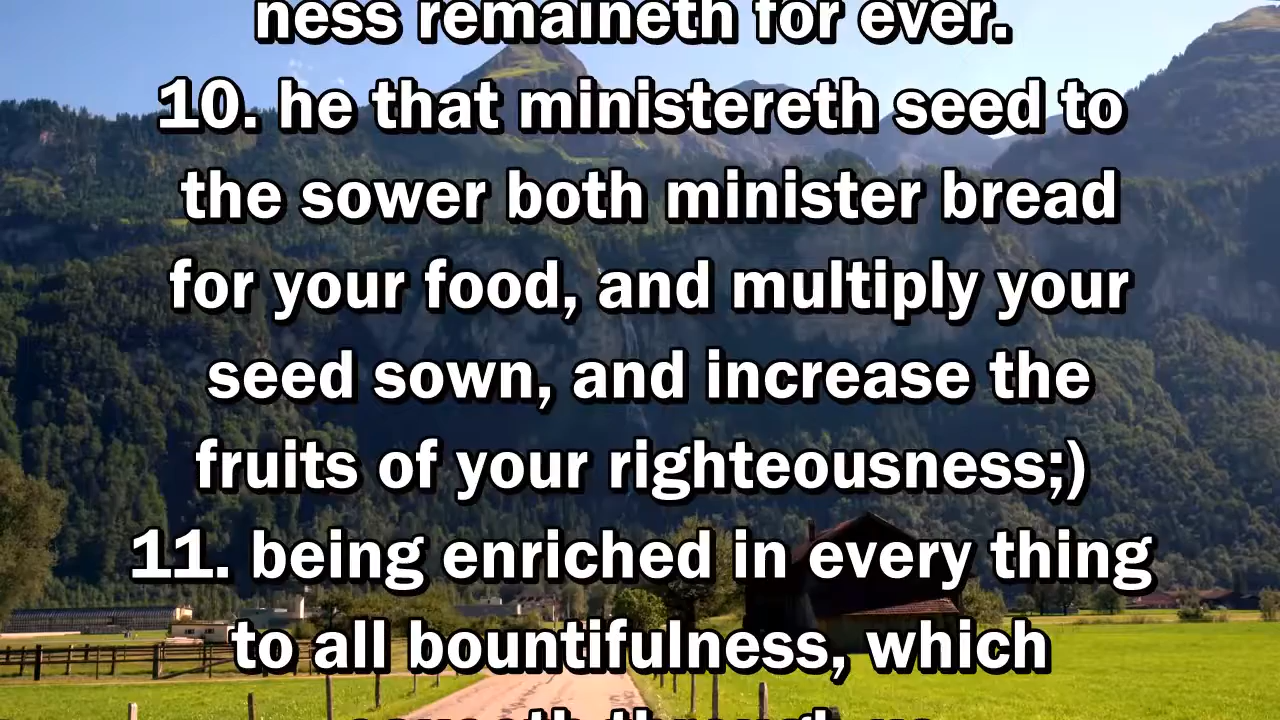 ness remaineth for ever.
10. he that ministereth seed to
the sower both minister bread
for your food, and multiply your
seed sown, and increase the
fruits of your righteousness;)
11. being enriched in every thing
to all bountifulness, which
through us